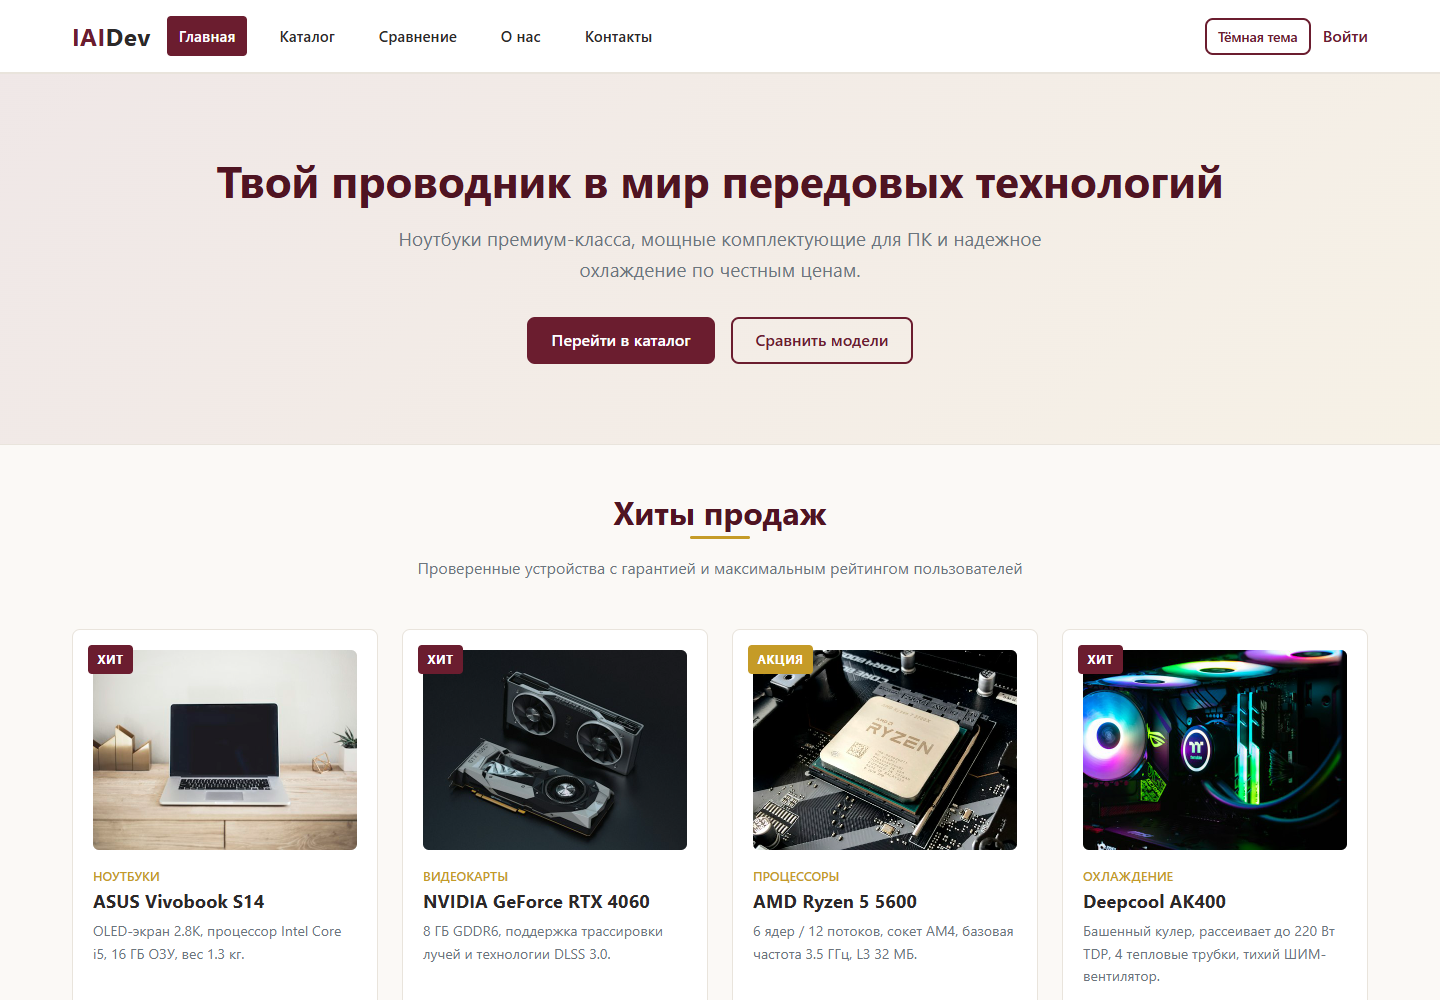 IAIDev Главная Каталог Сравнение О нас Контакты Тёмная тема Войти
Твой проводник в мир передовых технологий
Ноутбуки премиум-класса, мощные комплектующие для ПК и надежное
охлаждение по честным ценам.
Перейти в каталог Сравнить модели
Хиты продаж
Проверенные устройства с гарантией и максимальным рейтингом пользователей
ХИТ
НОУТБУКИ
ASUS Vivobook S14
OLED-экран 2.8K, процессор Intel Core
i5, 16 ГБ ОЗУ, вес 1.3 кг.
ХИТ
ВИДЕОКАРТЫ
NVIDIA GeForce RTX 4060
8 ГБ GDDR6, поддержка трассировки
лучей и технологии DLSS 3.0.
АКЦИЯ
AMD
RYZEN
ПРОЦЕССОРЫ
AMD Ryzen 5 5600
6 ядер / 12 потоков, сокет AM4, базовая
частота 3.5 ГГц, L3 32 МБ.
ХИТ
ОХЛАЖДЕНИЕ
Deepcool AK400
Башенный кулер, рассеивает до 220 Вт
TDP, 4 тепловые трубки, тихий ШИМ-
вентилятор.